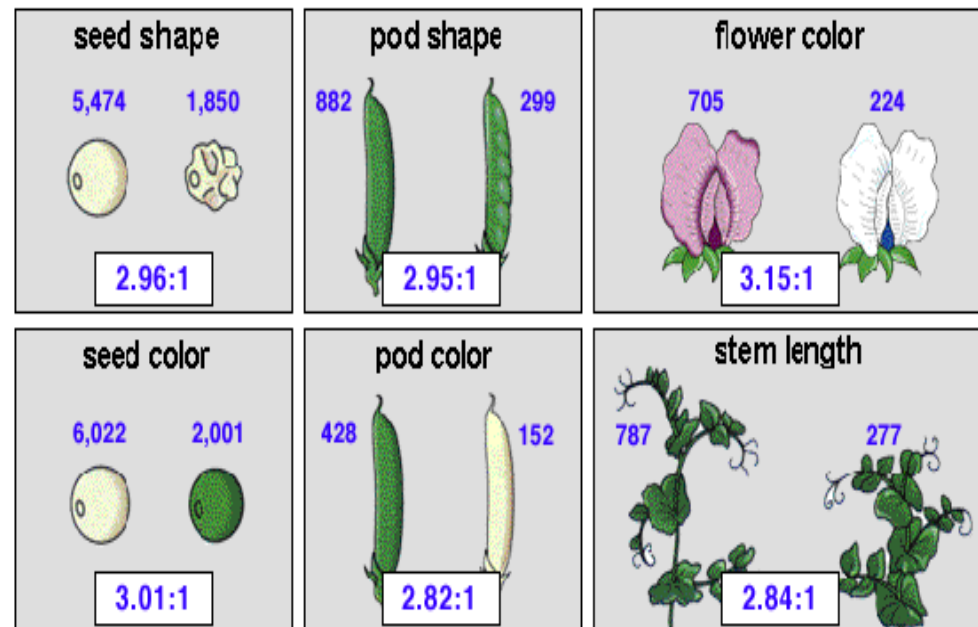 seed shape
5,474 1,850
2.96:1
pod shape
882 299
2.95:1
flower color
705 224
3.15:1
seed color
6,022 2,001
3.01:1
pod color
428 152
2.82:1
stem length
787 277
2.84:1